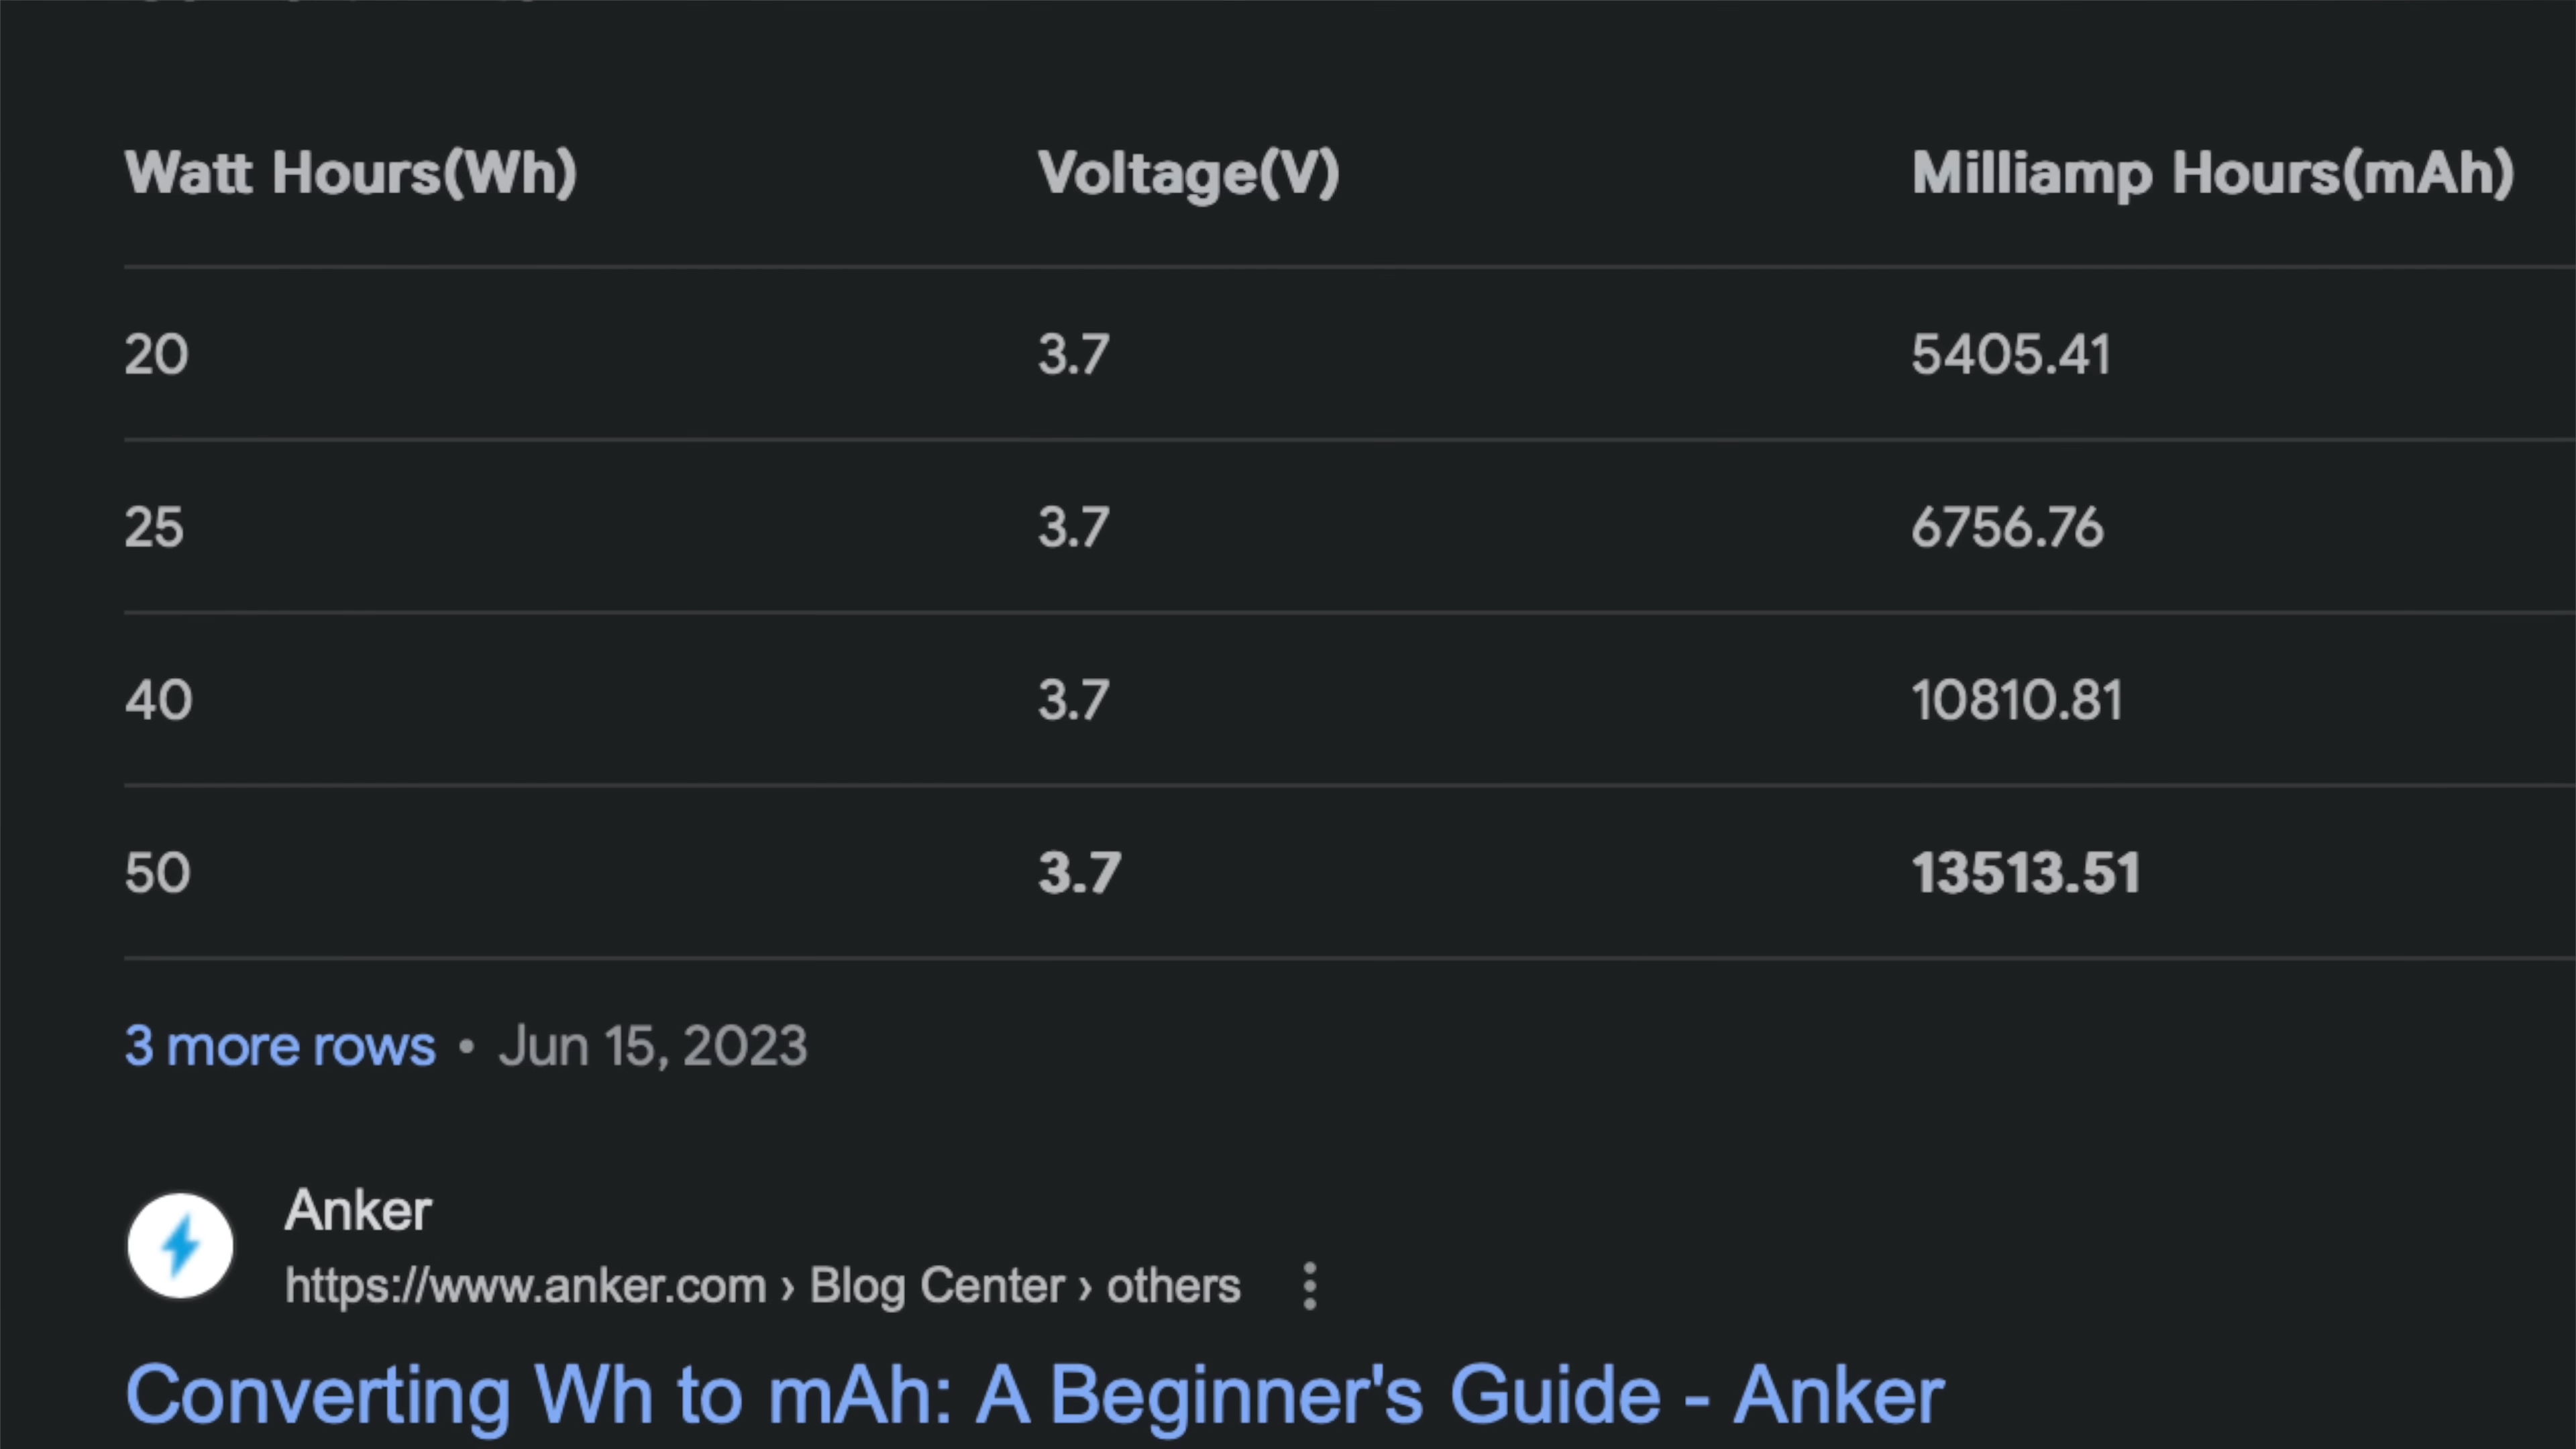 Watt Hours(Wh) Voltage(V) Milliamp Hours(mAh)
20 3.7 5405.41
25 3.7 6756.76
40 3.7 10810.81
50 3.7 13513.51
3 more rows • Jun 15, 2023
Anker
https://www.anker.com › Blog Center › others
Converting Wh to mAh: A Beginner's Guide - Anker